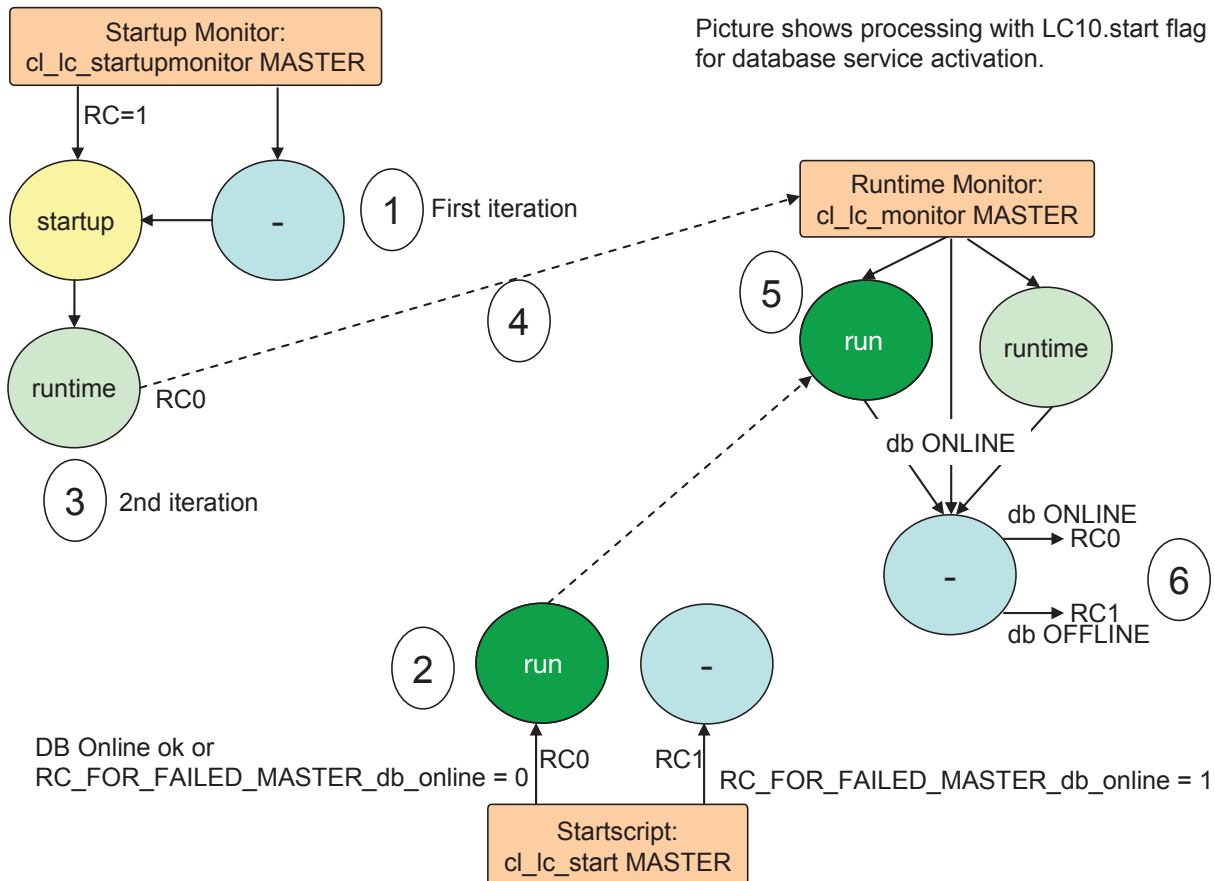 Startup Monitor:
cl_lc_startupmonitor MASTER
Picture shows processing with LC10.start flag
for database service activation.
RC=1
startup
-
1
First iteration
Runtime Monitor:
cl_lc_monitor MASTER
4
5
run
runtime
runtime
RC0
db ONLINE
3
2nd iteration
db ONLINE
RC0
-
6
RC1
db OFFLINE
2
run
-
DB Online ok or
RC_FOR_FAILED_MASTER_db_online = 0
RC0
RC1
RC_FOR_FAILED_MASTER_db_online = 1
Startscript:
cl_lc_start MASTER